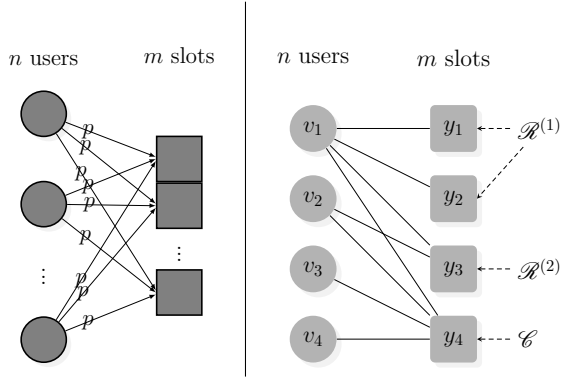 n users
m slots
p
p
p
p
p
p
p
p
p
⋮
⋮
n users
m slots
v₁
y₁
ℛ⁽¹⁾
v₂
y₂
v₃
y₃
ℛ⁽²⁾
v₄
y₄
𝒞